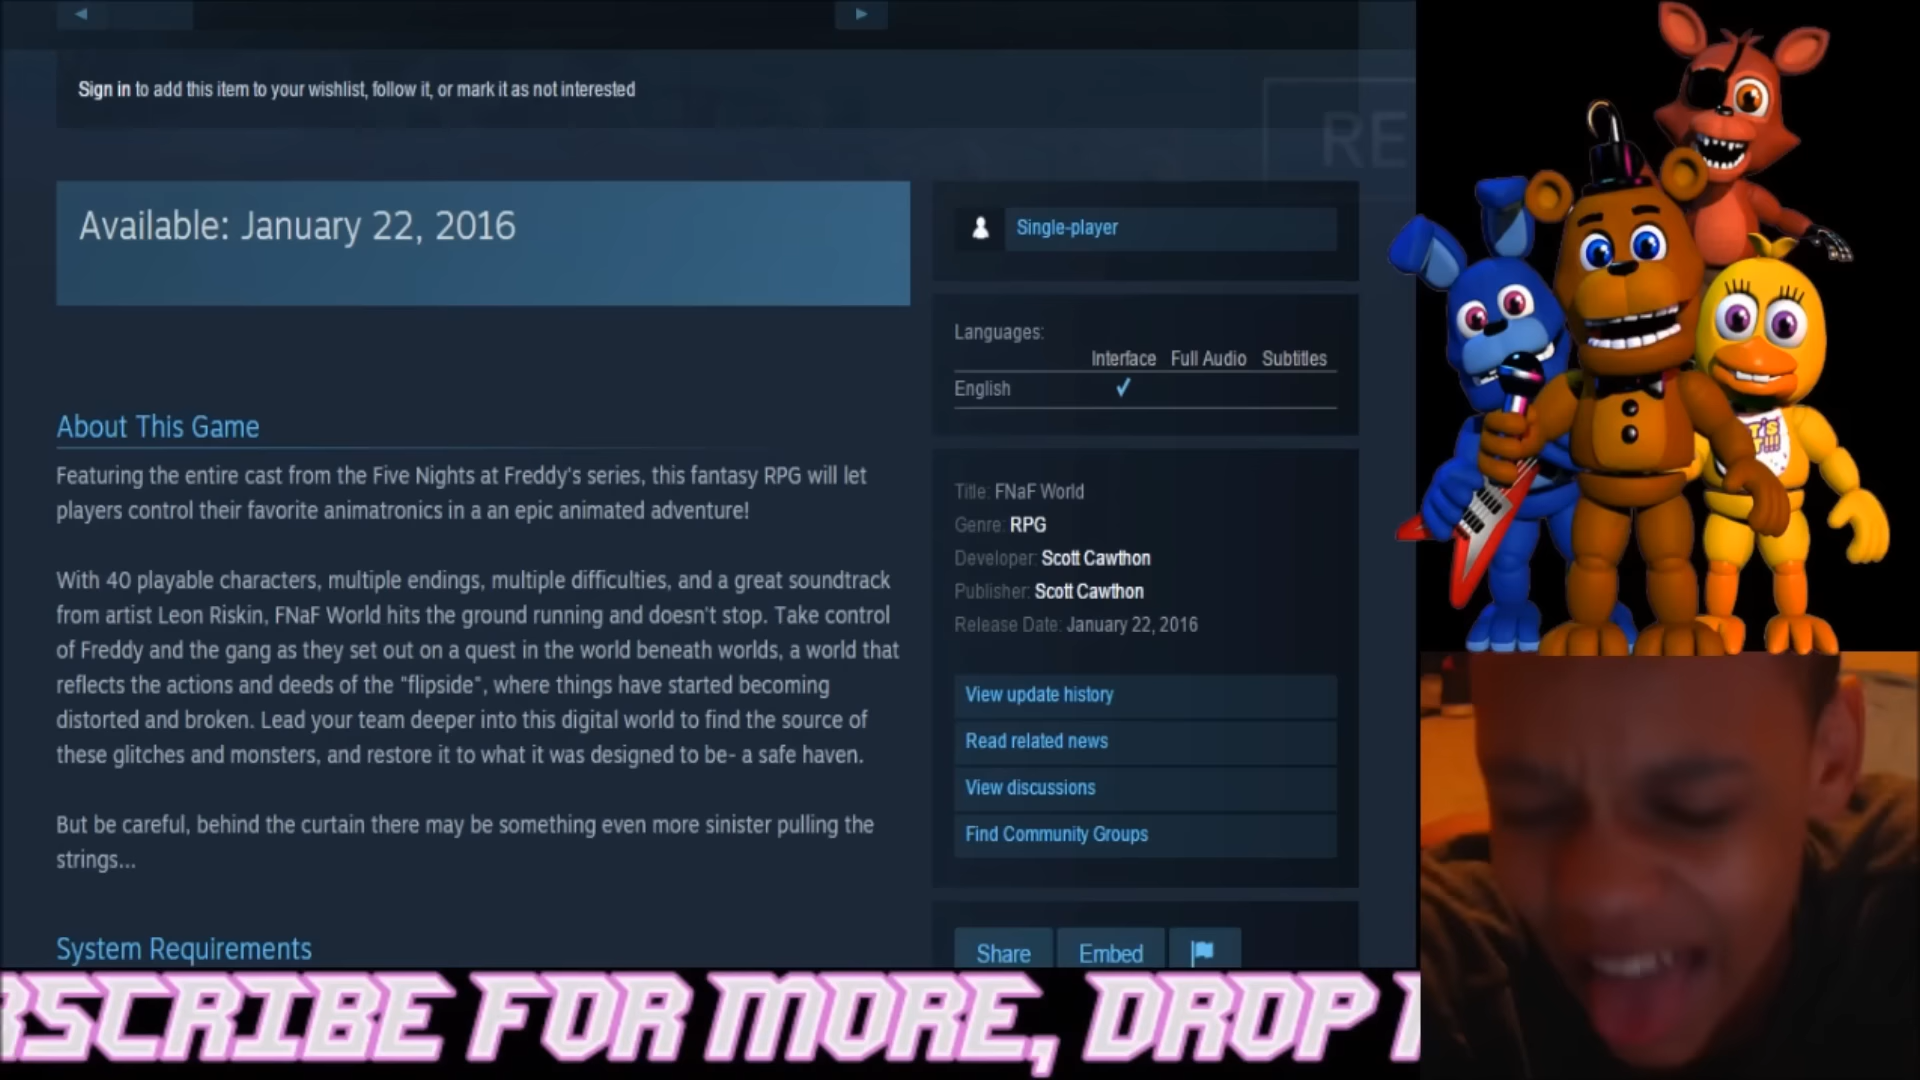 Sign in to add this item to your wishlist, follow it, or mark it as not interested
RE
Available: January 22, 2016
Single-player
Languages:
Interface Full Audio Subtitles
English ✓
About This Game
Featuring the entire cast from the Five Nights at Freddy's series, this fantasy RPG will let
players control their favorite animatronics in a an epic animated adventure!
With 40 playable characters, multiple endings, multiple difficulties, and a great soundtrack
from artist Leon Riskin, FNaF World hits the ground running and doesn't stop. Take control
of Freddy and the gang as they set out on a quest in the world beneath worlds, a world that
reflects the actions and deeds of the "flipside", where things have started becoming
distorted and broken. Lead your team deeper into this digital world to find the source of
these glitches and monsters, and restore it to what it was designed to be- a safe haven.
But be careful, behind the curtain there may be something even more sinister pulling the
strings...
System Requirements
Title: FNaF World
Genre: RPG
Developer: Scott Cawthon
Publisher: Scott Cawthon
Release Date: January 22, 2016
View update history
Read related news
View discussions
Find Community Groups
Share Embed
BSCRIBE FOR MORE, DROP